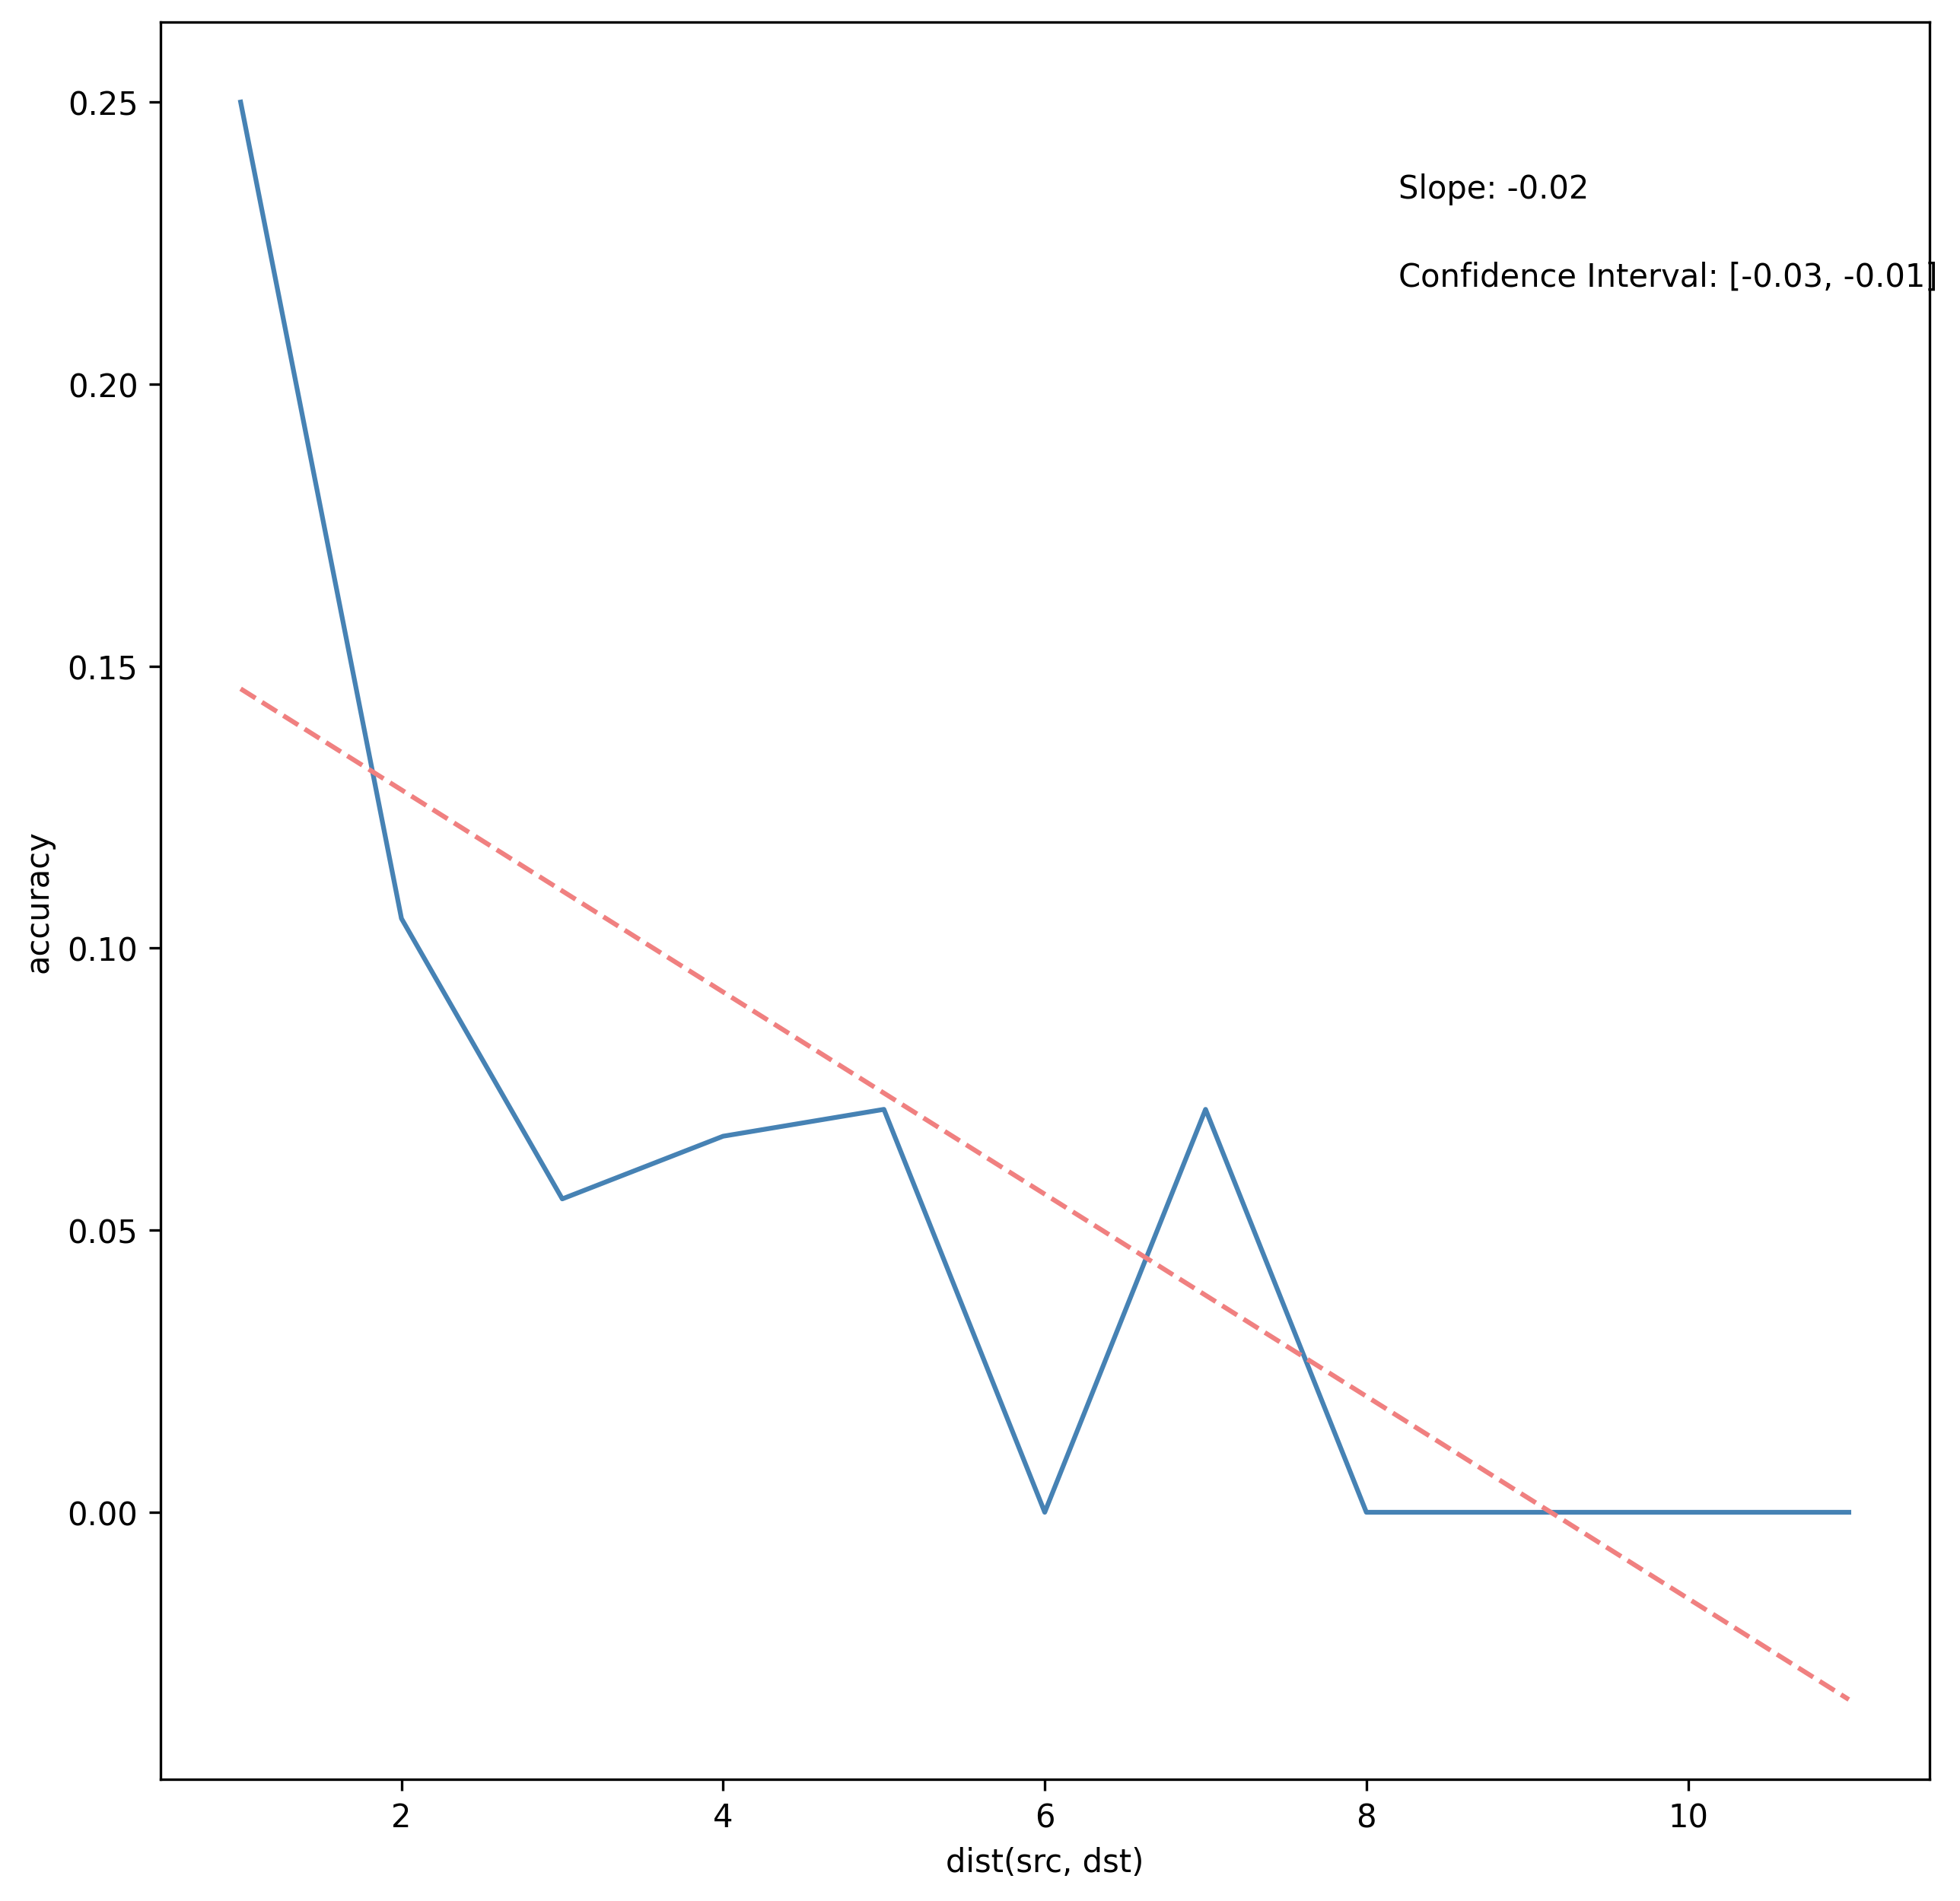 0.25
0.20
0.15
0.10
0.05
0.00
accuracy
Slope: -0.02
Confidence Interval: [-0.03, -0.01]
2 4 6 8 10
dist(src, dst)